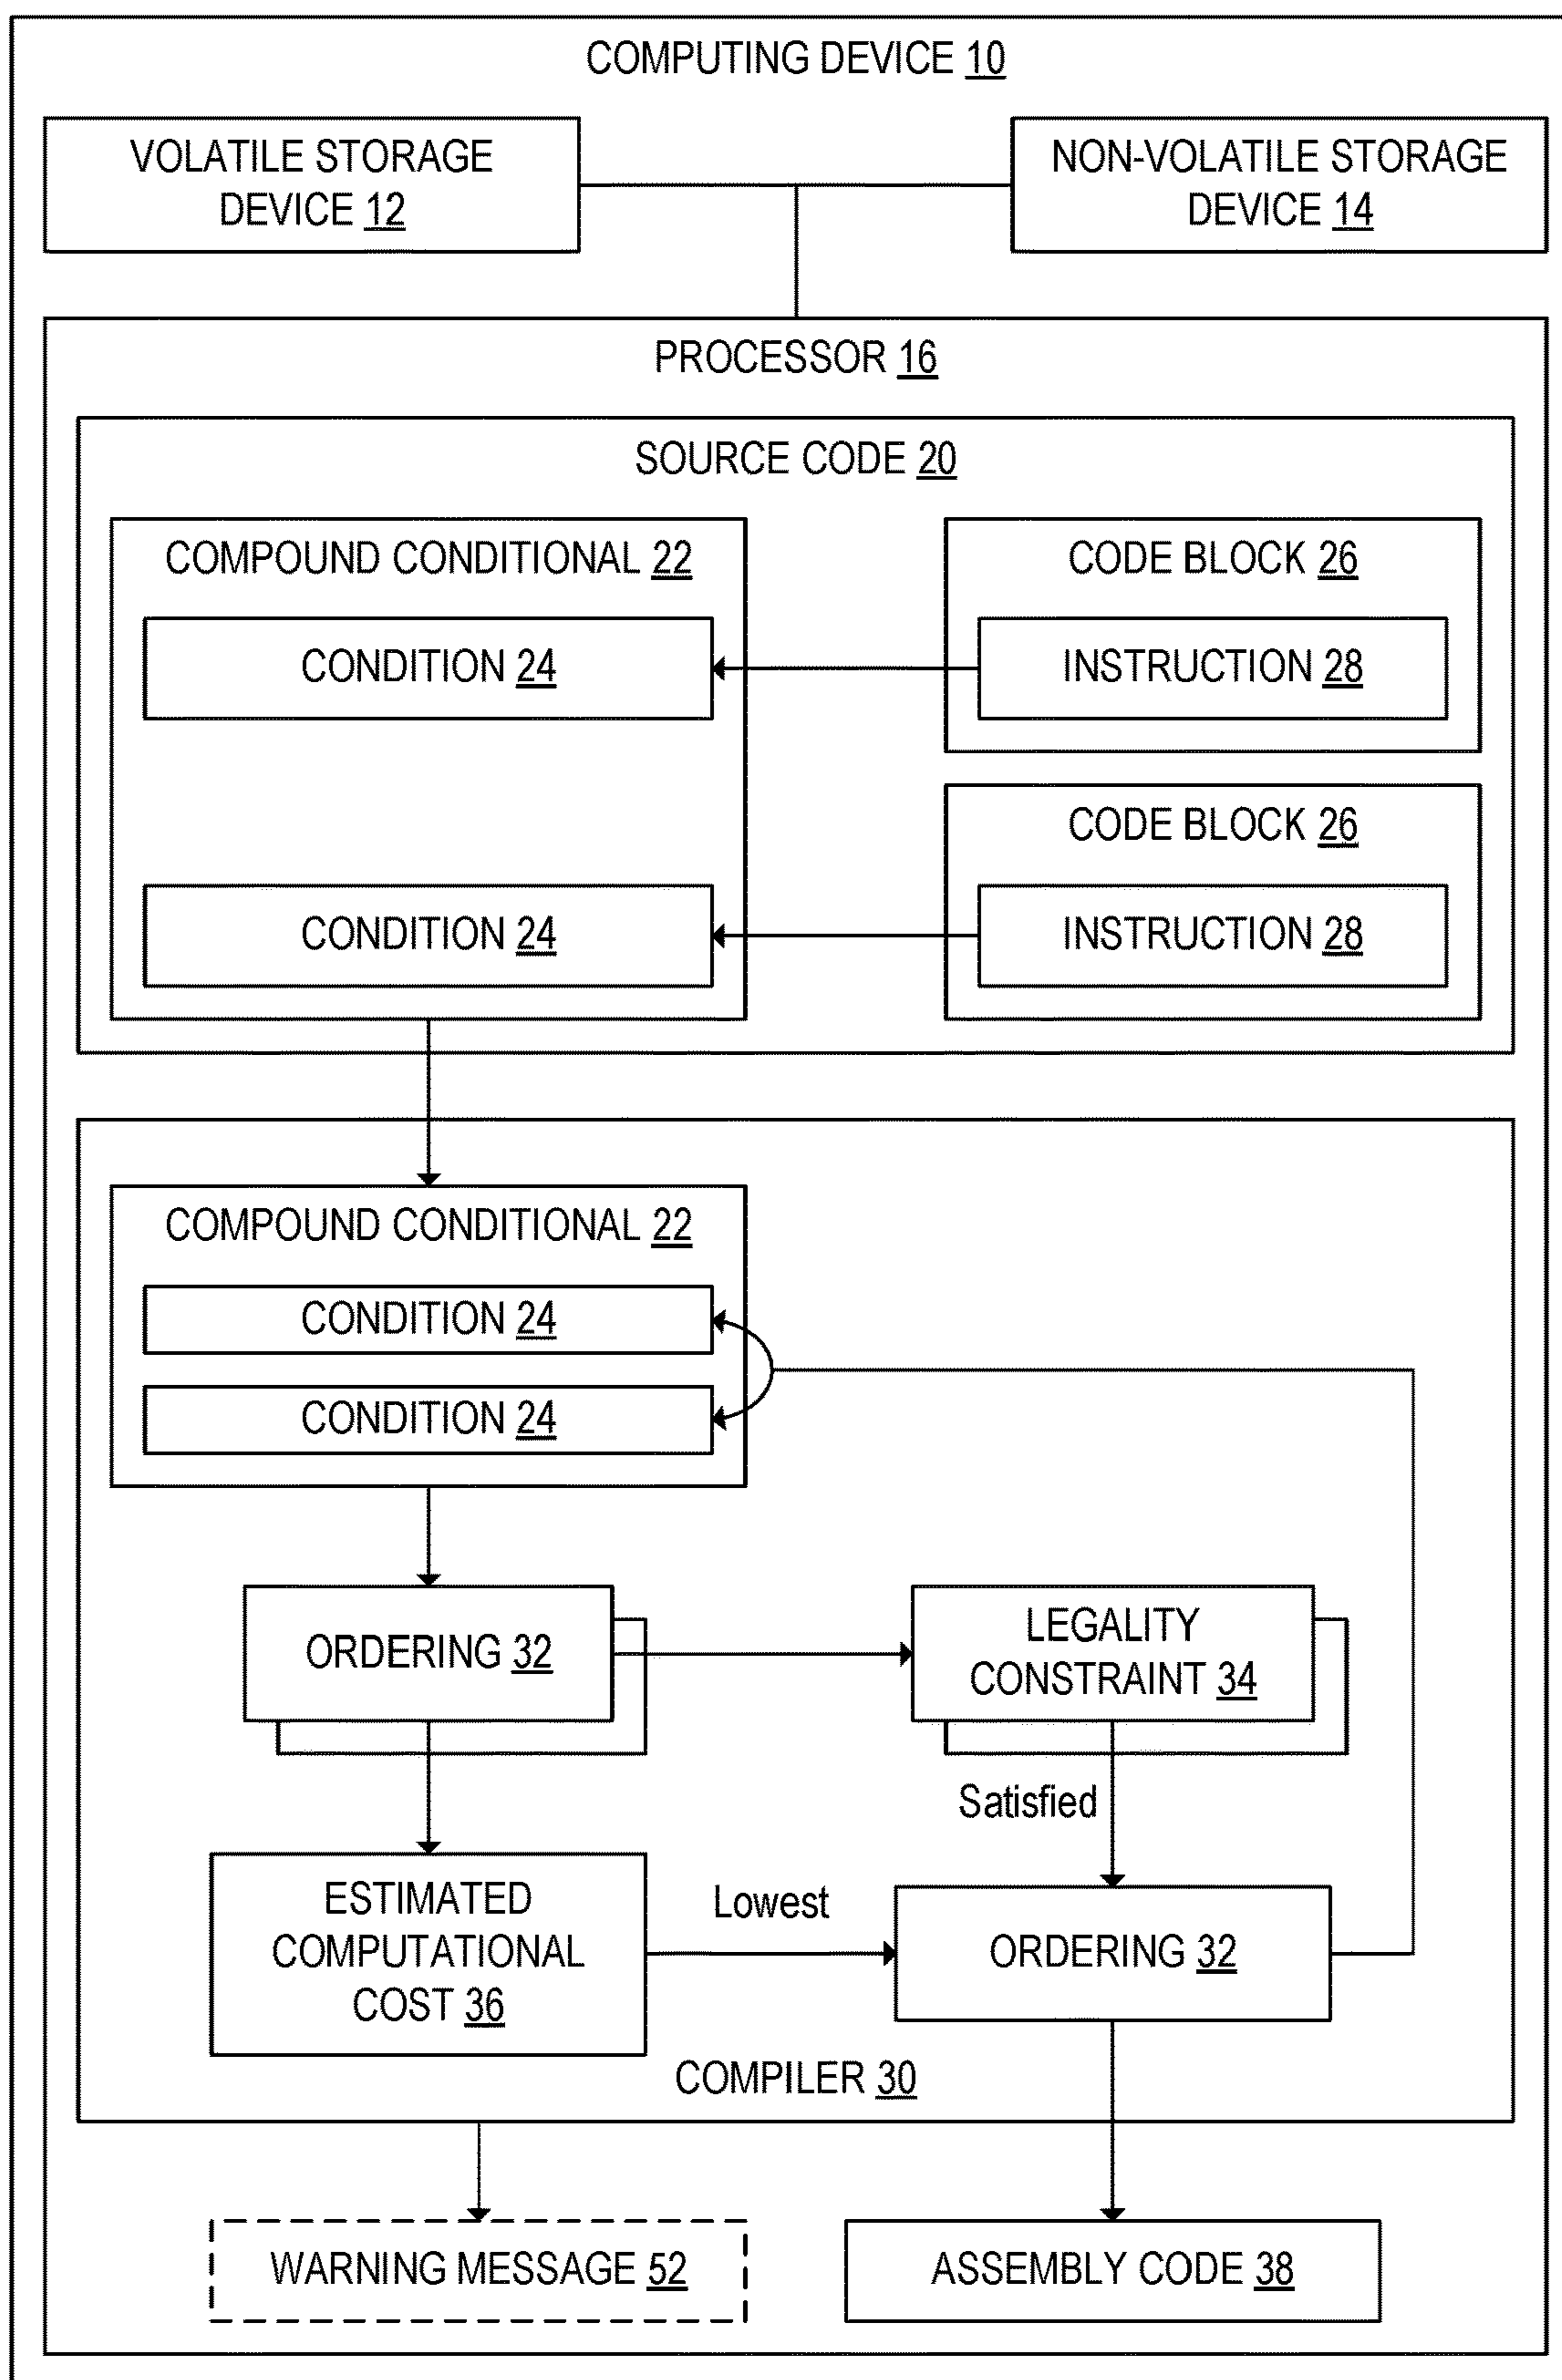 COMPUTING DEVICE 10
VOLATILE STORAGE
DEVICE 12
NON-VOLATILE STORAGE
DEVICE 14
PROCESSOR 16
SOURCE CODE 20
COMPOUND CONDITIONAL 22
CONDITION 24
CONDITION 24
CODE BLOCK 26
INSTRUCTION 28
CODE BLOCK 26
INSTRUCTION 28
COMPOUND CONDITIONAL 22
CONDITION 24
CONDITION 24
ORDERING 32
LEGALITY
CONSTRAINT 34
Satisfied
ESTIMATED
COMPUTATIONAL
COST 36
Lowest
ORDERING 32
COMPILER 30
WARNING MESSAGE 52
ASSEMBLY CODE 38